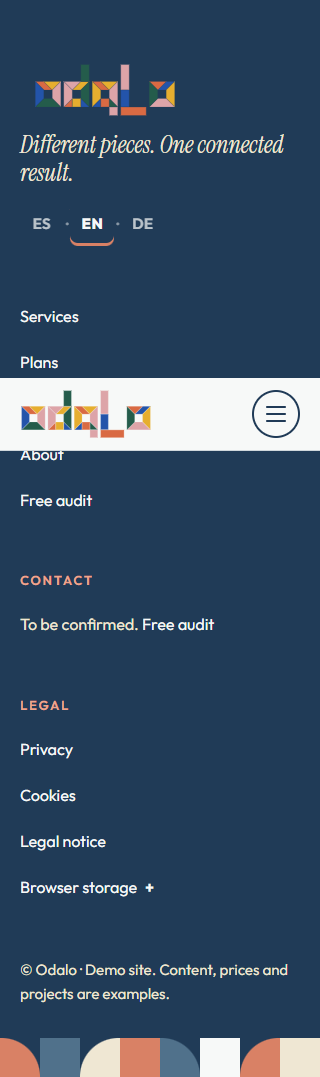 odalo
Different pieces. One connected
result.
ES · EN · DE
Services
Plans
odalo
About
Free audit
CONTACT
To be confirmed. Free audit
LEGAL
Privacy
Cookies
Legal notice
Browser storage +
© Odalo · Demo site. Content, prices and
projects are examples.